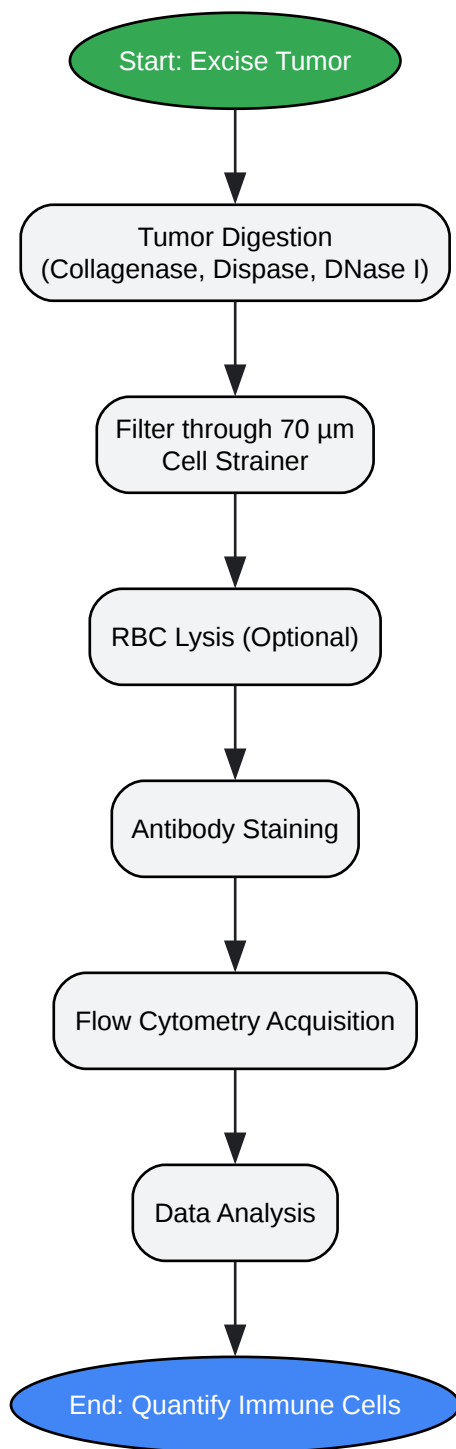 Start: Excise Tumor
Tumor Digestion
(Collagenase, Dispase, DNase I)
Filter through 70 µm
Cell Strainer
RBC Lysis (Optional)
Antibody Staining
Flow Cytometry Acquisition
Data Analysis
End: Quantify Immune Cells